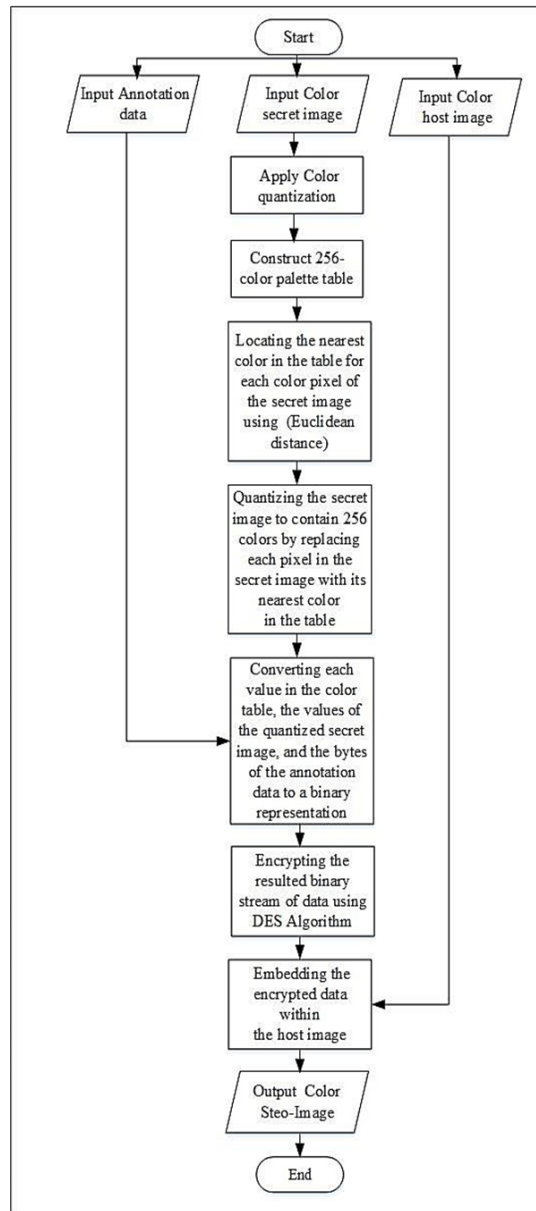 Start
Input Annotation
data
Input Color
secret image
Input Color
host image
Apply Color
quantization
Construct 256-
color palette table
Locating the nearest
color in the table for
each color pixel of
the secret image
using (Euclidean
distance)
Quantizing the secret
image to contain 256
colors by replacing
each pixel in the
secret image with its
nearest color
in the table
Converting each
value in the color
table, the values of
the quantized secret
image, and the bytes
of the annotation
data to a binary
representation
Encrypting the
resulted binary
stream of data using
DES Algorithm
Embedding the
encrypted data
within
the host image
Output Color
Steo-Image
End